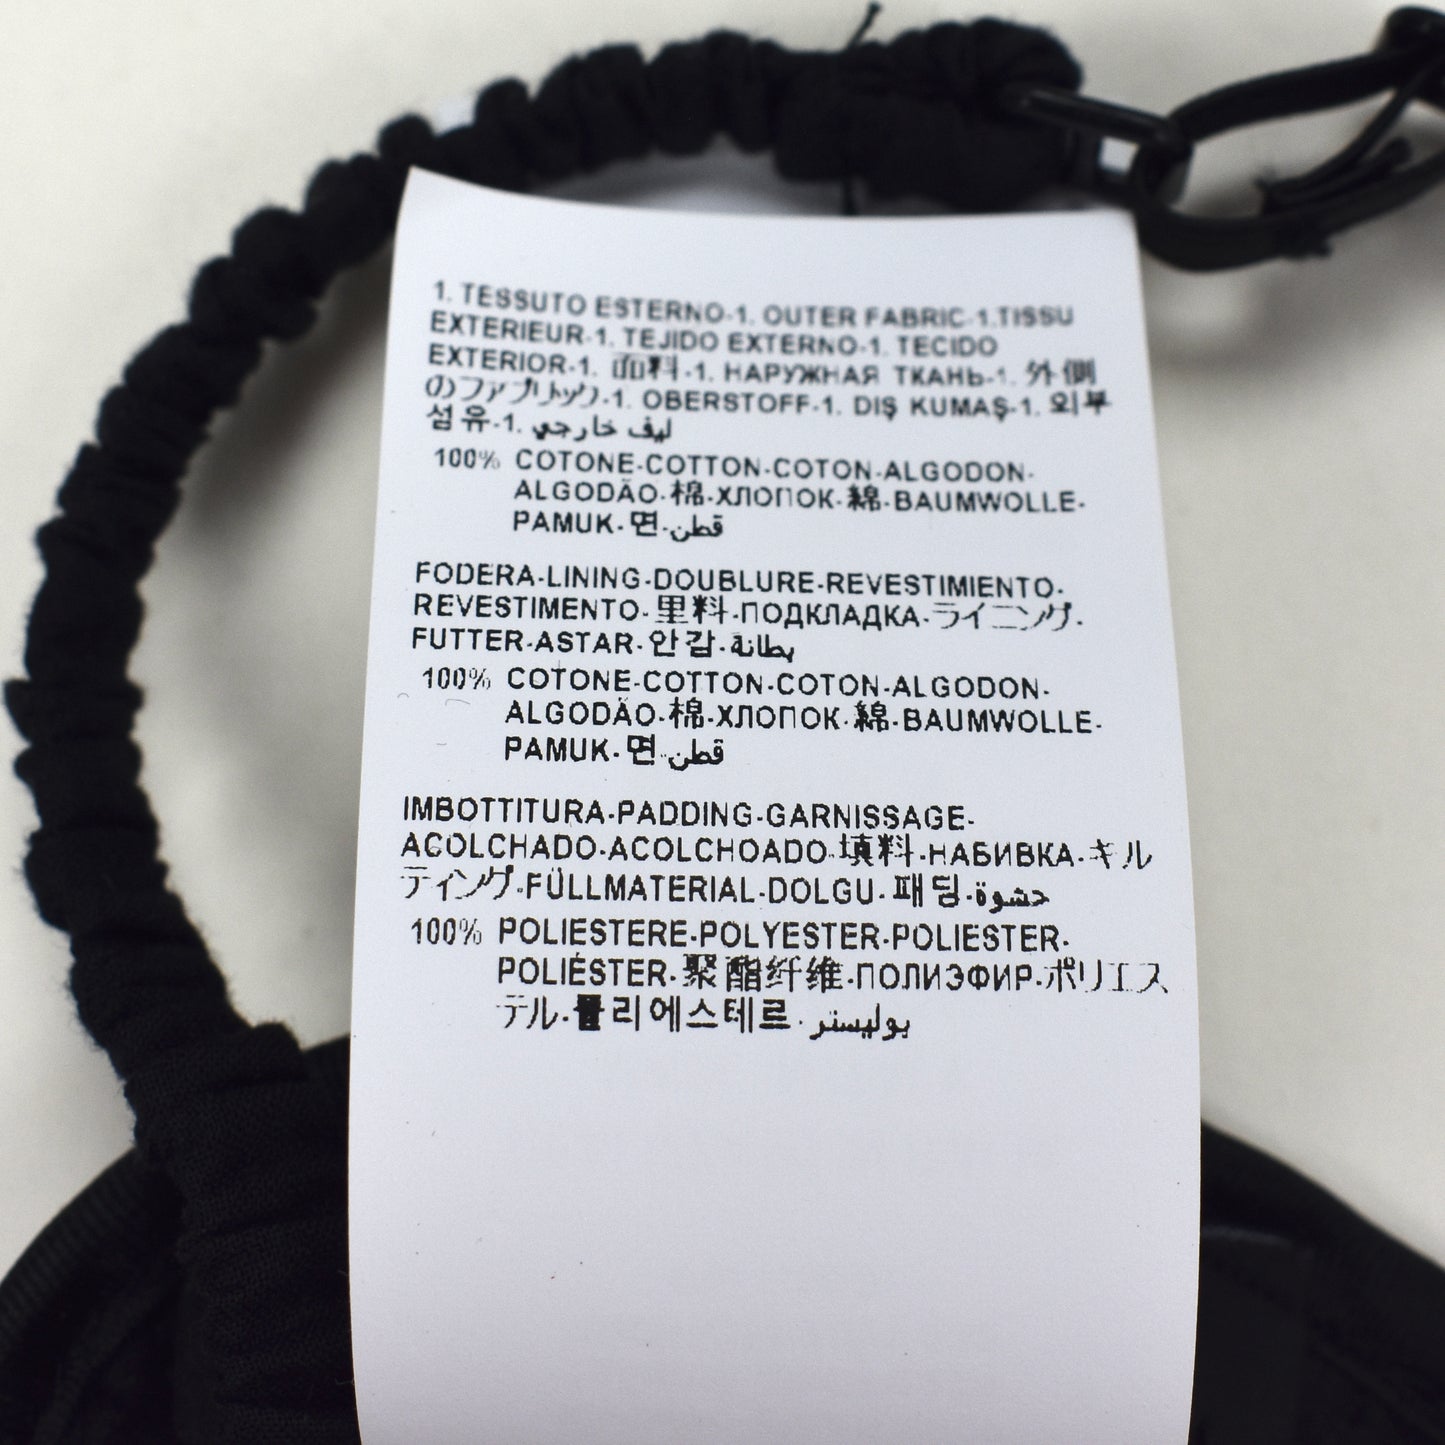 1. TESSUTO ESTERNO-1. OUTER FABRIC-1.TISSU
EXTERIEUR-1. TEJIDO EXTERNO-1. TECIDO
EXTERIOR-1. 面料-1. НАРУЖНАЯ ТКАНЬ-1. 外側
のファブリック-1. OBERSTOFF-1. DIŞ KUMAŞ-1. 외부
섬유-1. ليف خارجي
100% COTONE-COTTON-COTON-ALGODON-
ALGODÃO-棉-ХЛОПОК-綿-BAUMWOLLE-
PAMUK-면-قطن
FODERA-LINING-DOUBLURE-REVESTIMIENTO-
REVESTIMENTO-里料-ПОДКЛАДКА-ライニング-
FUTTER-ASTAR-안감-بطانة
100% COTONE-COTTON-COTON-ALGODON-
ALGODÃO-棉-ХЛОПОК-綿-BAUMWOLLE-
PAMUK-면-قطن
IMBOTTITURA-PADDING-GARNISSAGE-
ACOLCHADO-ACOLCHOADO-填料-НАБИВКА-キル
ティング-FÜLLMATERIAL-DOLGU-패딩-حشوة
100% POLIESTERE-POLYESTER-POLIESTER-
POLIÉSTER-聚酯纤维-ПОЛИЭФИР-ポリエス
テル-폴리에스테르-بوليستر